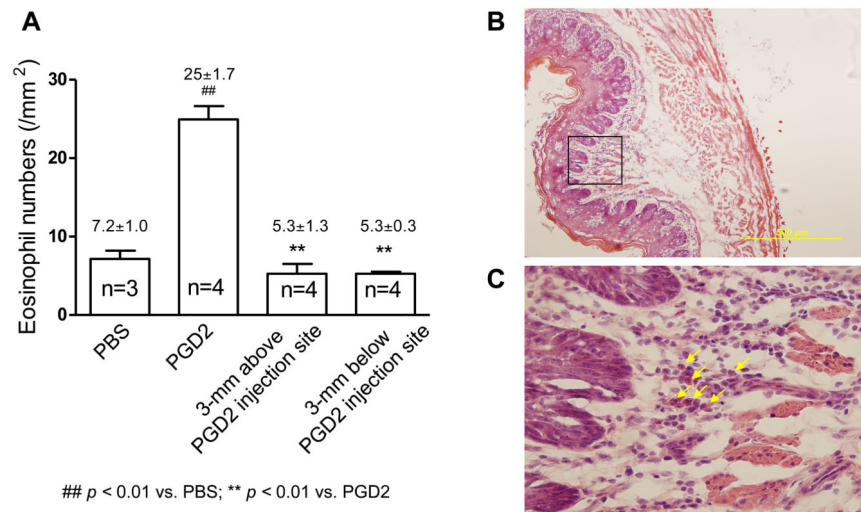 A
Eosinophil numbers (/mm²)
30
20
10
0
7.2±1.0
25±1.7
##
5.3±1.3
**
5.3±0.3
**
n=3
n=4
n=4
n=4
PBS
PGD2
3-mm above
PGD2 injection site
3-mm below
PGD2 injection site
## p < 0.01 vs. PBS; ** p < 0.01 vs. PGD2
B
C